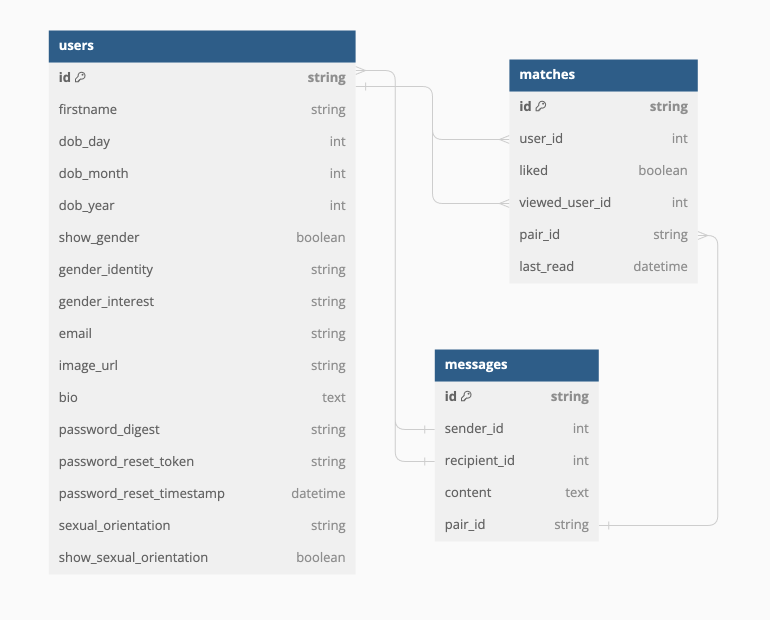 users
id string
firstname string
dob_day int
dob_month int
dob_year int
show_gender boolean
gender_identity string
gender_interest string
email string
image_url string
bio text
password_digest string
password_reset_token string
password_reset_timestamp datetime
sexual_orientation string
show_sexual_orientation boolean
matches
id string
user_id int
liked boolean
viewed_user_id int
pair_id string
last_read datetime
messages
id string
sender_id int
recipient_id int
content text
pair_id string